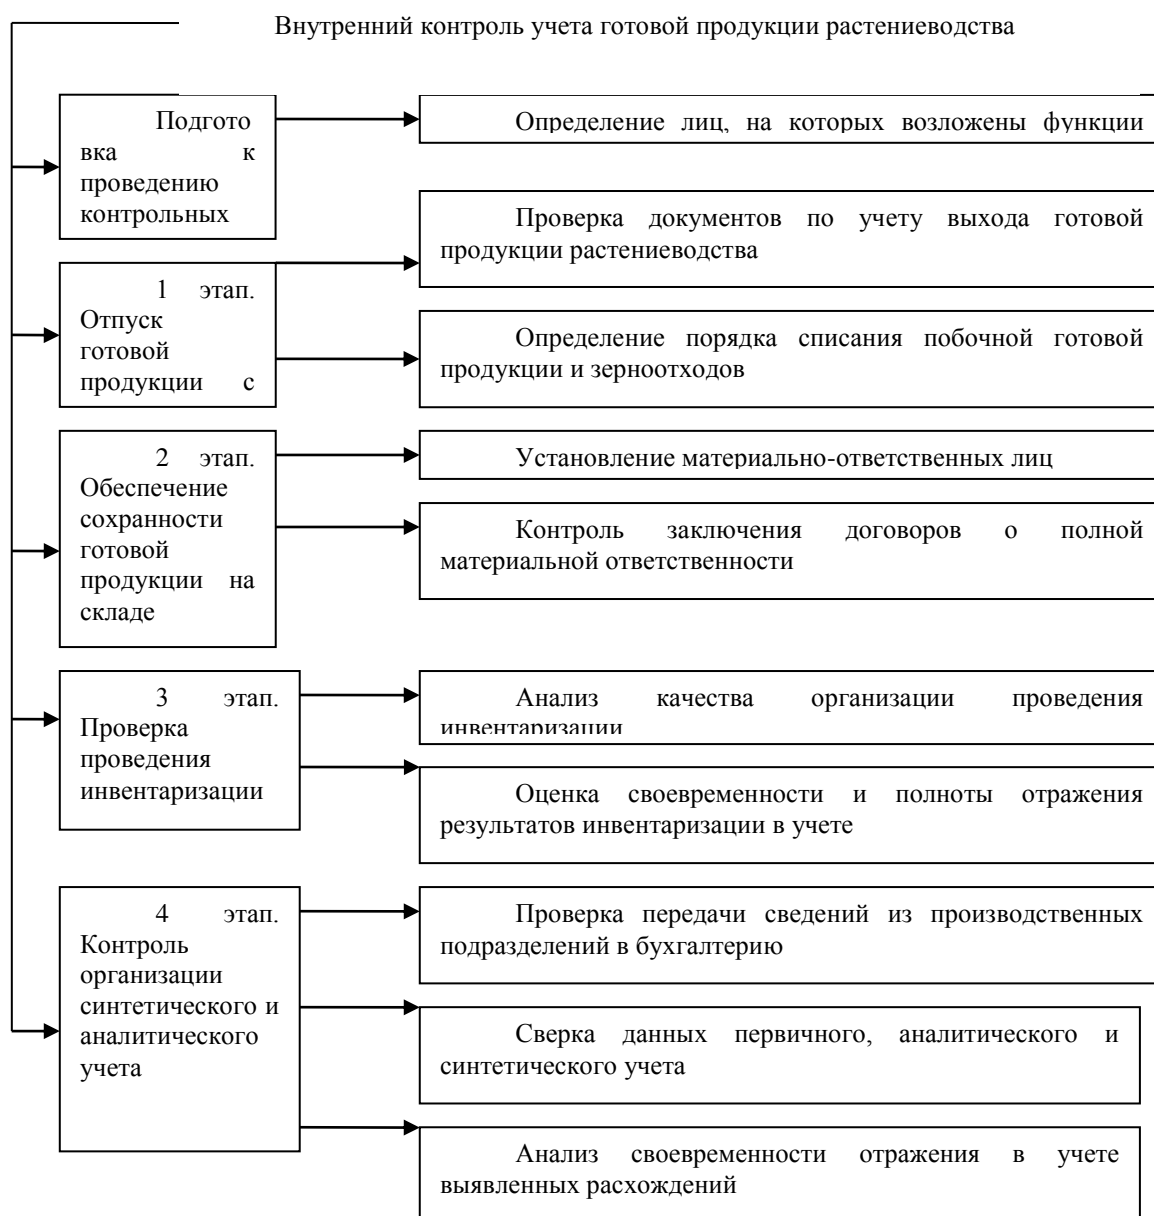 Внутренний контроль учета готовой продукции растениеводства
Подгото
вка к
проведению
контрольных
Определение лиц, на которых возложены функции
1 этап.
Отпуск
готовой
продукции с
Проверка документов по учету выхода готовой
продукции растениеводства
Определение порядка списания побочной готовой
продукции и зерноотходов
2 этап.
Обеспечение
сохранности
готовой
продукции на
складе
Установление материально-ответственных лиц
Контроль заключения договоров о полной
материальной ответственности
3 этап.
Проверка
проведения
инвентаризации
Анализ качества организации проведения
инвентаризации
Оценка своевременности и полноты отражения
результатов инвентаризации в учете
4 этап.
Контроль
организации
синтетического и
аналитического
учета
Проверка передачи сведений из производственных
подразделений в бухгалтерию
Сверка данных первичного, аналитического и
синтетического учета
Анализ своевременности отражения в учете
выявленных расхождений